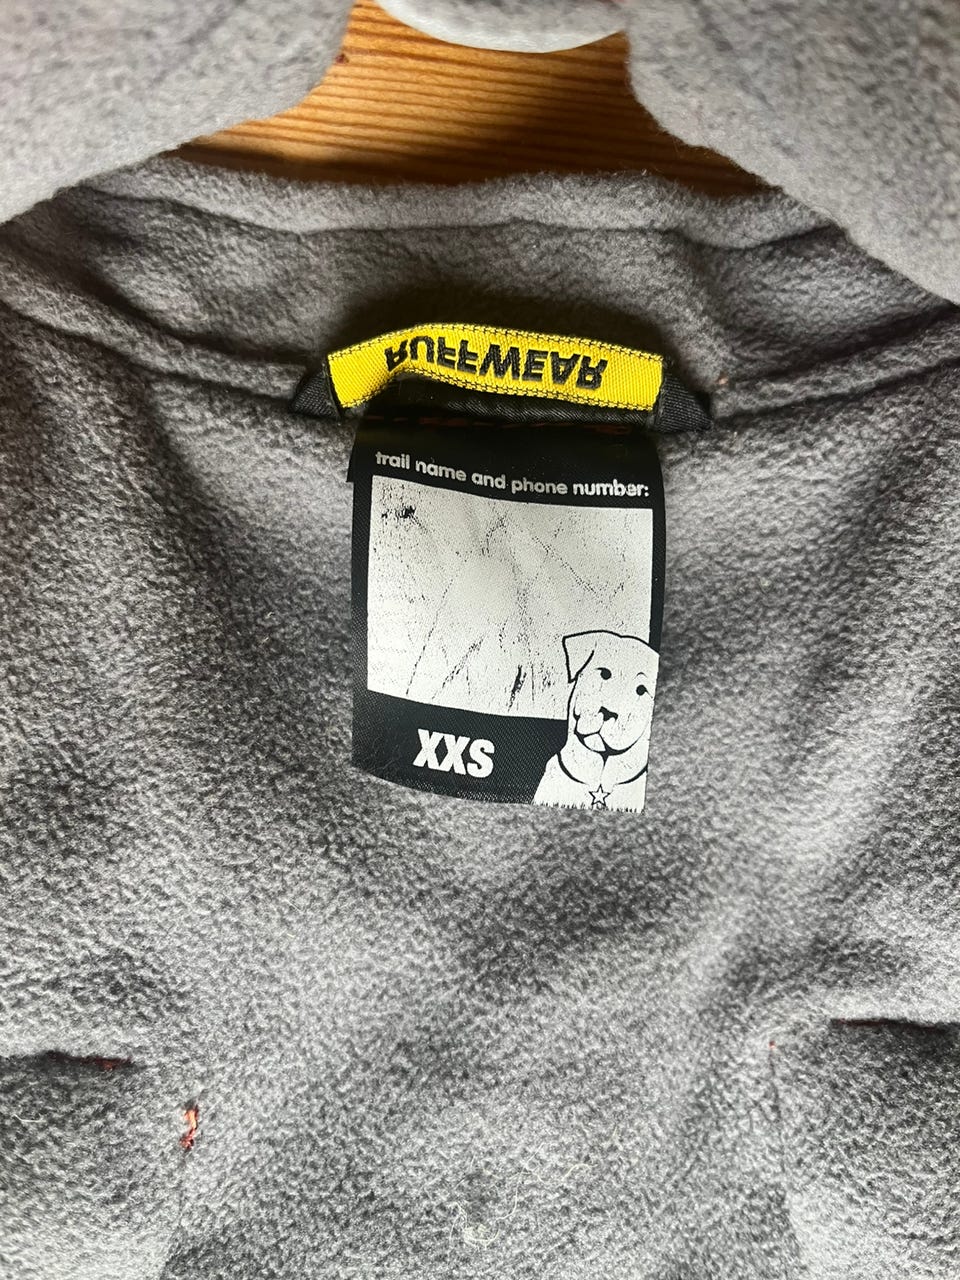 RUFFWEAR
trail name and phone number:
XXS